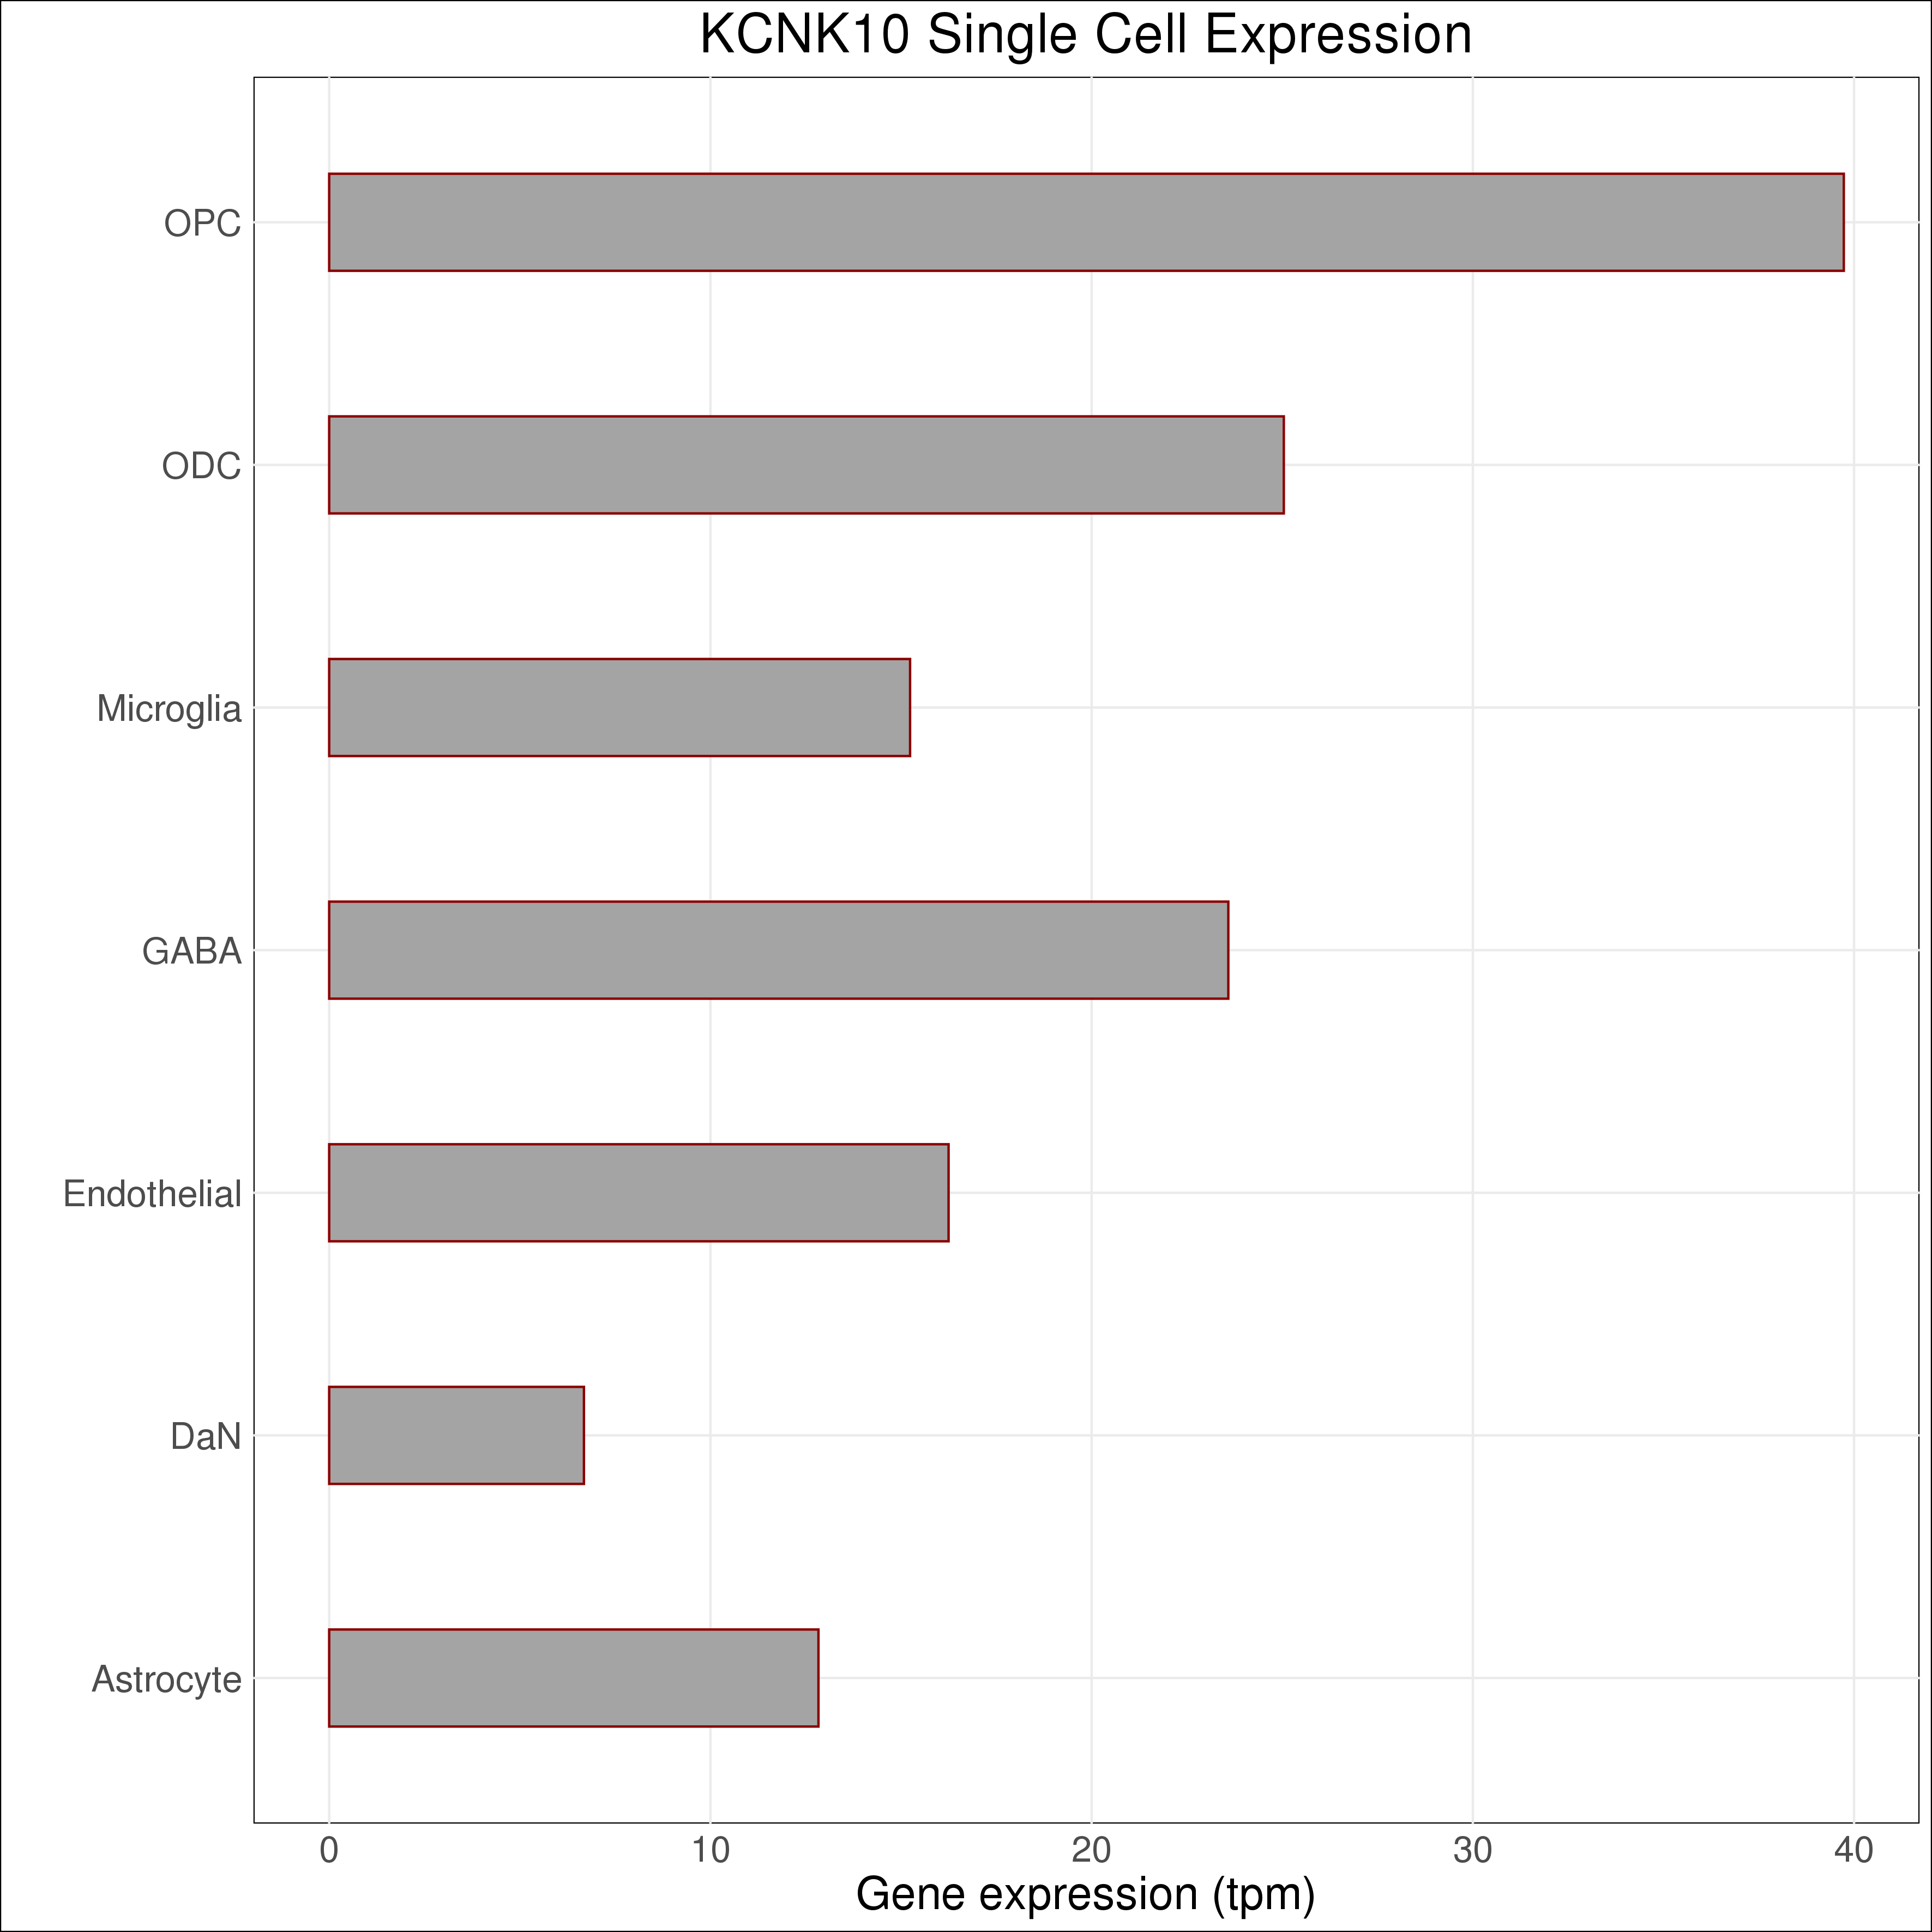 KCNK10 Single Cell Expression
OPC
ODC
Microglia
GABA
Endothelial
DaN
Astrocyte
0 10 20 30 40
Gene expression (tpm)